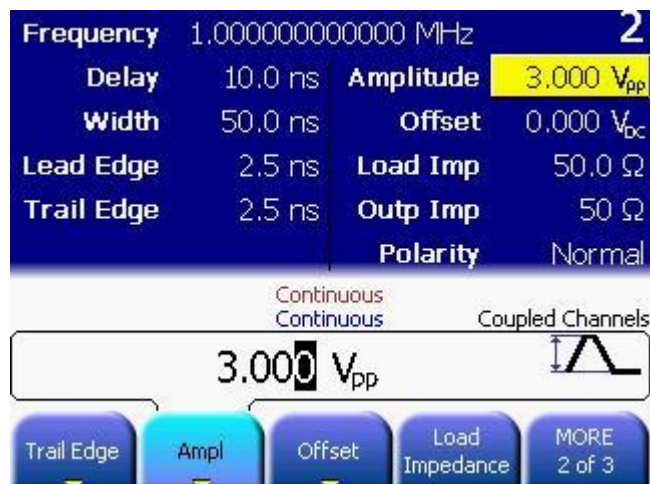 Frequency 1.000000000000 MHz 2
Delay 10.0 ns Amplitude 3.000 Vpp
Width 50.0 ns Offset 0.000 VDC
Lead Edge 2.5 ns Load Imp 50.0 Ω
Trail Edge 2.5 ns Outp Imp 50 Ω
Polarity Normal
Continuous
Continuous Coupled Channels
3.000 Vpp
Trail Edge Ampl Offset Load Impedance MORE 2 of 3